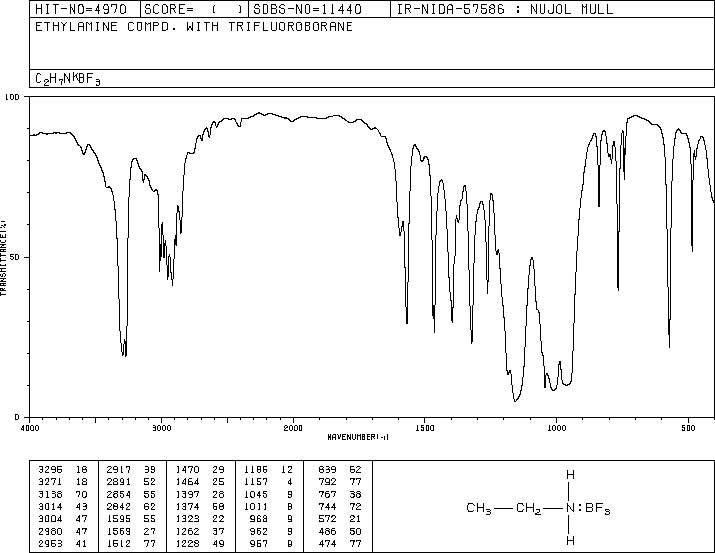 HIT-NO=4970 SCORE= ( ) SDBS-NO=11440 IR-NIDA-57586 : NUJOL MULL
ETHYLAMINE COMPD. WITH TRIFLUOROBORANE
C2H7N*BF3
100
50
0
TRANSMITTANCE(%)
4000 3000 2000 1500 1000 500
WAVENUMBER(-1)
3295 18 2917 39 1470 29 1186 12 839 62
3271 18 2891 52 1464 25 1157 4 792 77
3138 70 2854 55 1397 28 1045 9 767 38
3014 43 2842 62 1374 58 1011 8 744 72
3004 47 1595 55 1323 22 968 9 572 21
2980 47 1569 27 1262 37 962 9 486 50
2953 41 1512 77 1228 49 957 9 474 77
H
CH3 CH2 N:BF3
H